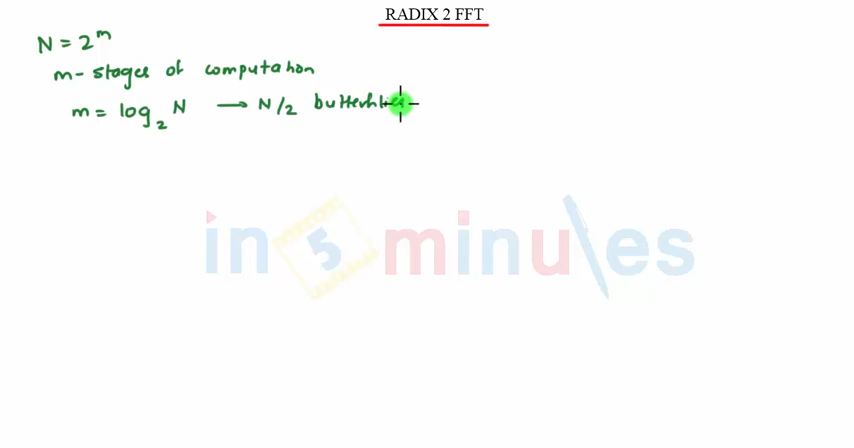 RADIX 2 FFT
N = 2^m
m - stages of computation
m = log₂ N → N/2 butterflies
in 5 minutes